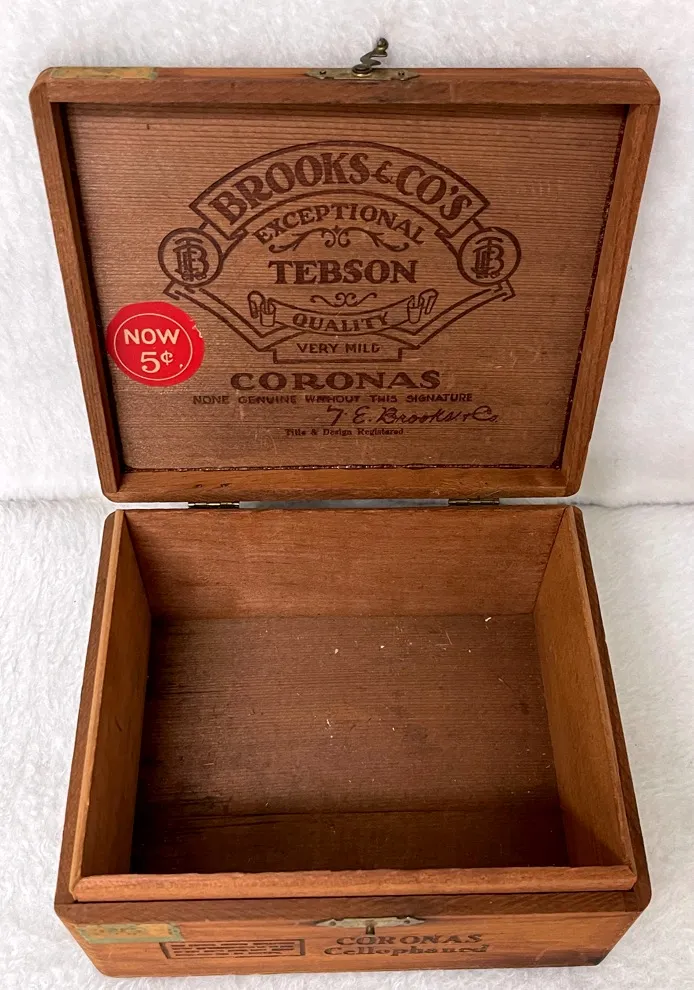 BROOKS & CO'S
EXCEPTIONAL
TEBSON
QUALITY
VERY MILD
NOW
5¢
CORONAS
NONE GENUINE WITHOUT THIS SIGNATURE
T. E. Brooks & Co.
Title & Design Registered
CORONAS
Cellophaned